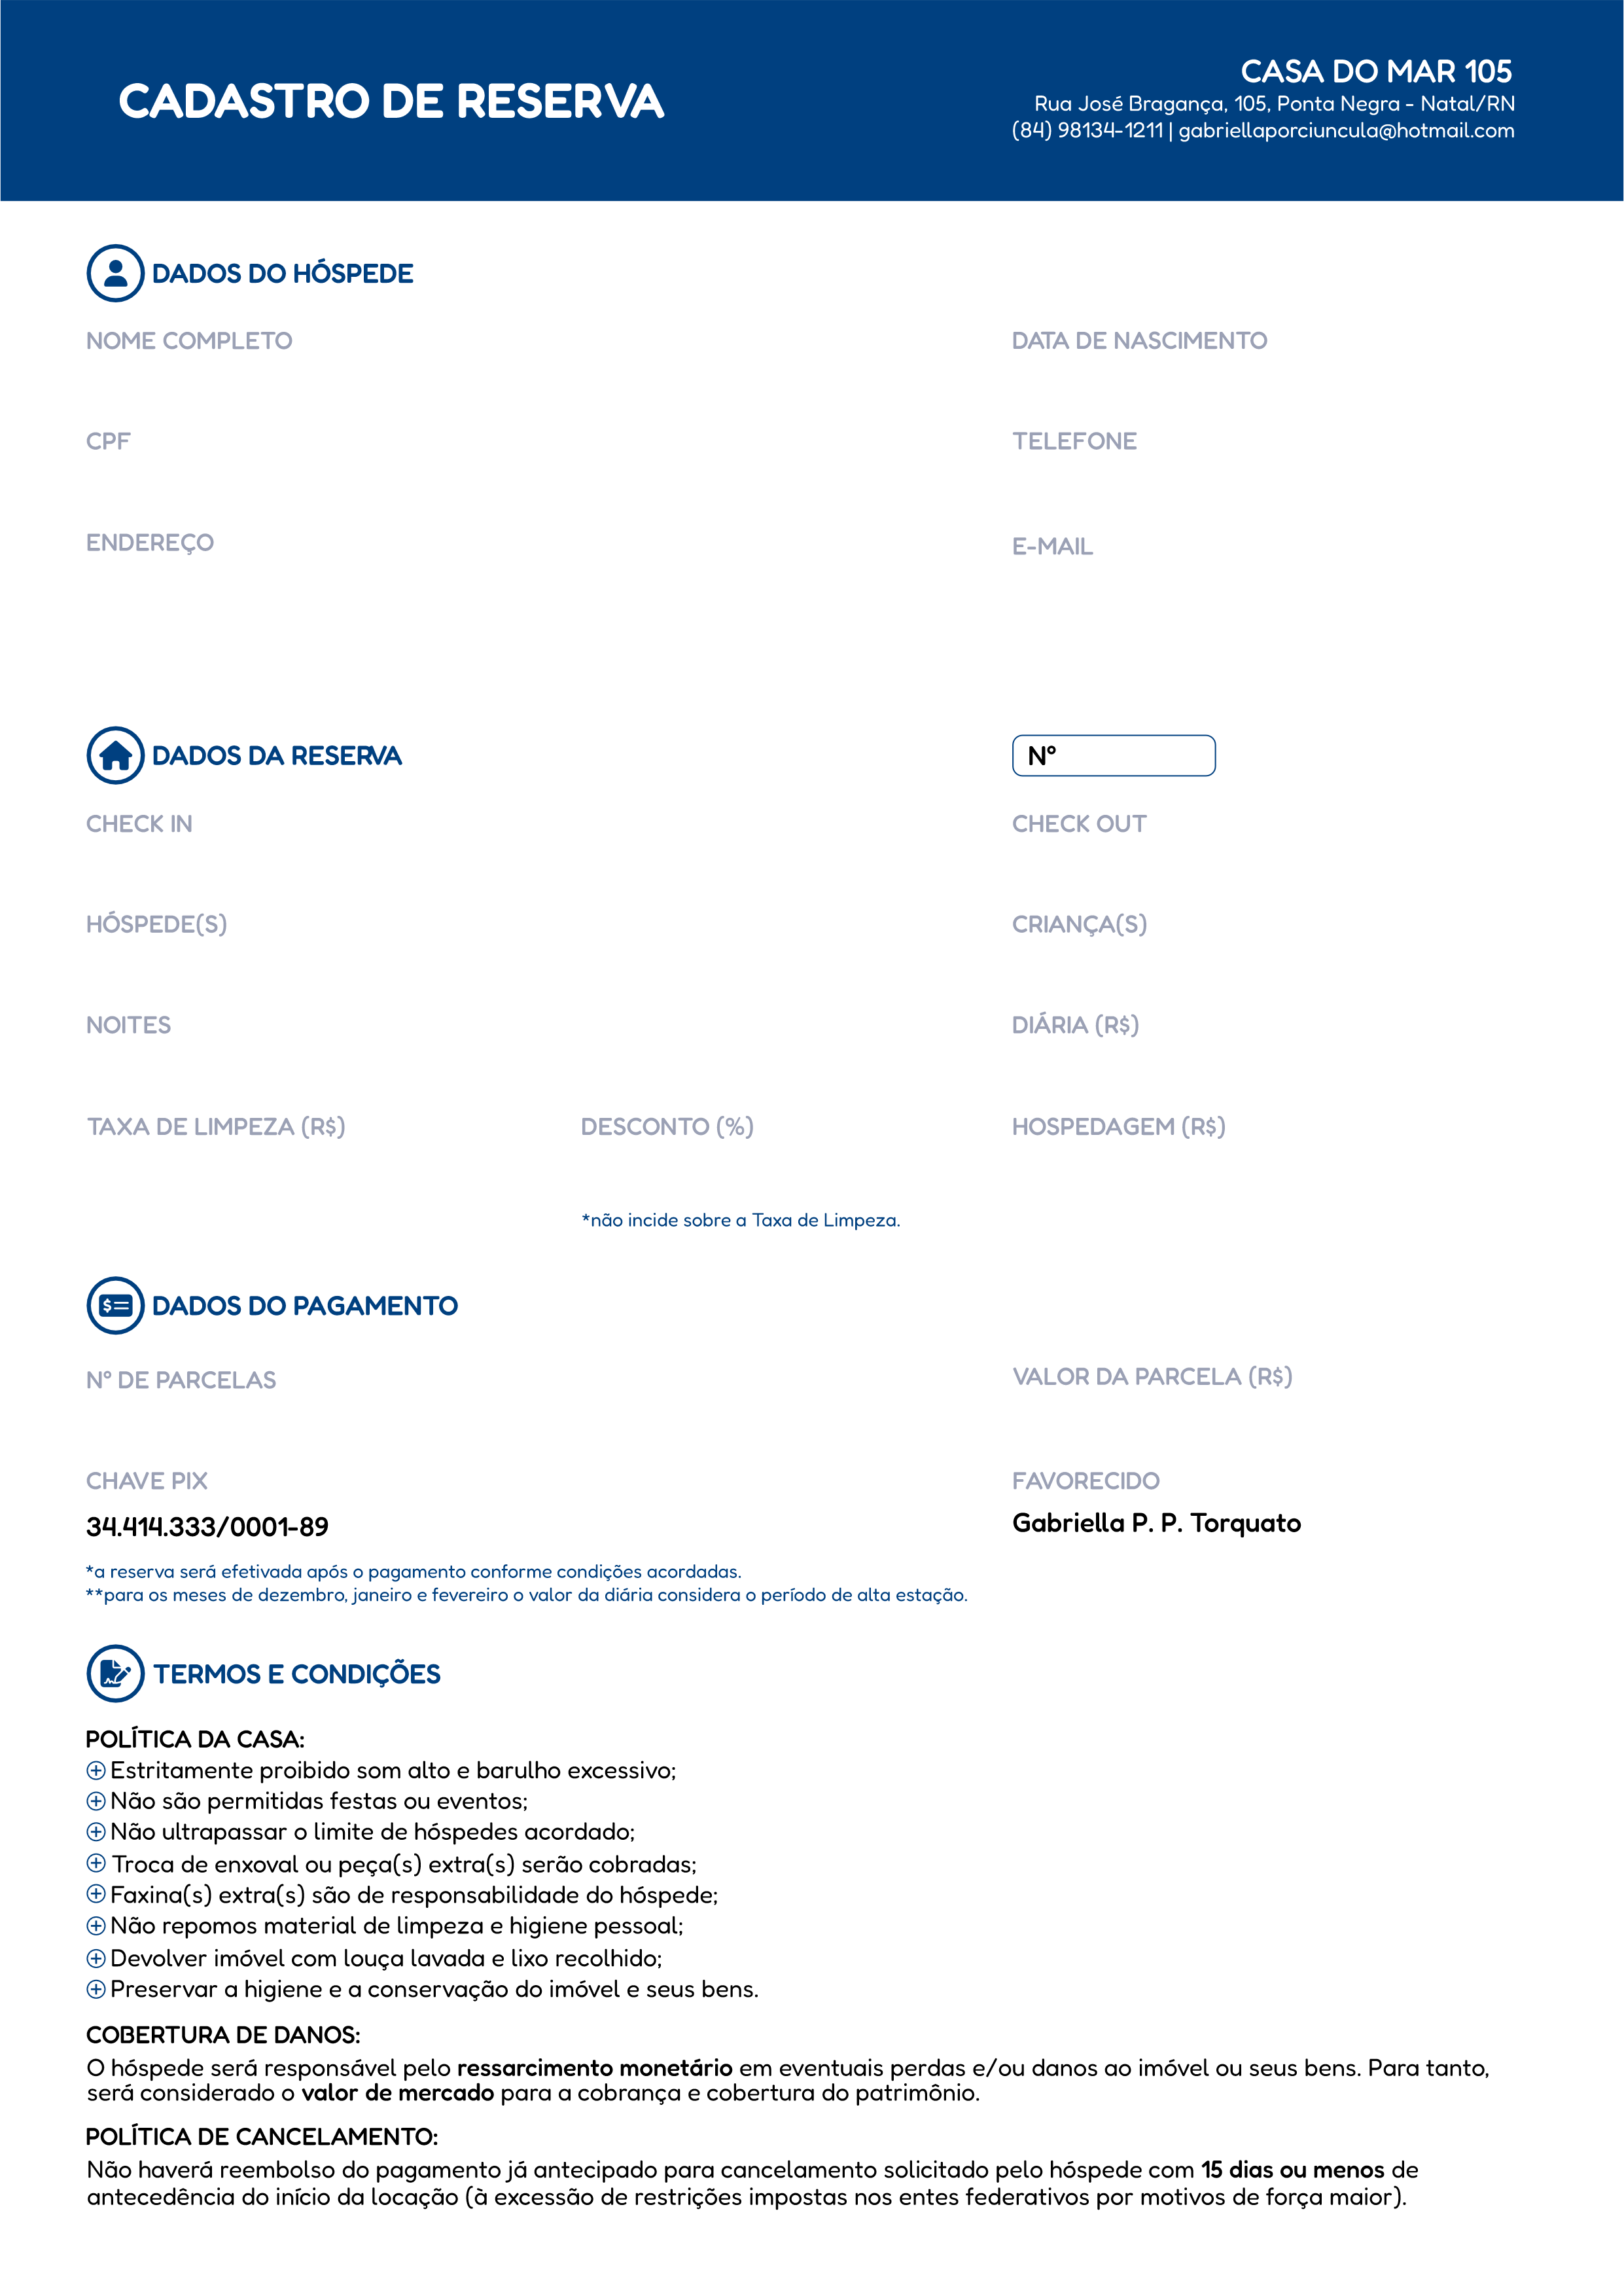 CADASTRO DE RESERVA
CASA DO MAR 105
Rua José Bragança, 105, Ponta Negra - Natal/RN
(84) 98134-1211 | gabriellaporciuncula@hotmail.com
DADOS DO HÓSPEDE
NOME COMPLETO
DATA DE NASCIMENTO
CPF
TELEFONE
ENDEREÇO
E-MAIL
DADOS DA RESERVA
Nº
CHECK IN
CHECK OUT
HÓSPEDE(S)
CRIANÇA(S)
NOITES
DIÁRIA (R$)
TAXA DE LIMPEZA (R$)
DESCONTO (%)
HOSPEDAGEM (R$)
*não incide sobre a Taxa de Limpeza.
DADOS DO PAGAMENTO
Nº DE PARCELAS
VALOR DA PARCELA (R$)
CHAVE PIX
FAVORECIDO
34.414.333/0001-89
Gabriella P. P. Torquato
*a reserva será efetivada após o pagamento conforme condições acordadas.
**para os meses de dezembro, janeiro e fevereiro o valor da diária considera o período de alta estação.
TERMOS E CONDIÇÕES
POLÍTICA DA CASA:
Estritamente proibido som alto e barulho excessivo;
Não são permitidas festas ou eventos;
Não ultrapassar o limite de hóspedes acordado;
Troca de enxoval ou peça(s) extra(s) serão cobradas;
Faxina(s) extra(s) são de responsabilidade do hóspede;
Não repomos material de limpeza e higiene pessoal;
Devolver imóvel com louça lavada e lixo recolhido;
Preservar a higiene e a conservação do imóvel e seus bens.
COBERTURA DE DANOS:
O hóspede será responsável pelo ressarcimento monetário em eventuais perdas e/ou danos ao imóvel ou seus bens. Para tanto,
será considerado o valor de mercado para a cobrança e cobertura do patrimônio.
POLÍTICA DE CANCELAMENTO:
Não haverá reembolso do pagamento já antecipado para cancelamento solicitado pelo hóspede com 15 dias ou menos de
antecedência do início da locação (à excessão de restrições impostas nos entes federativos por motivos de força maior).